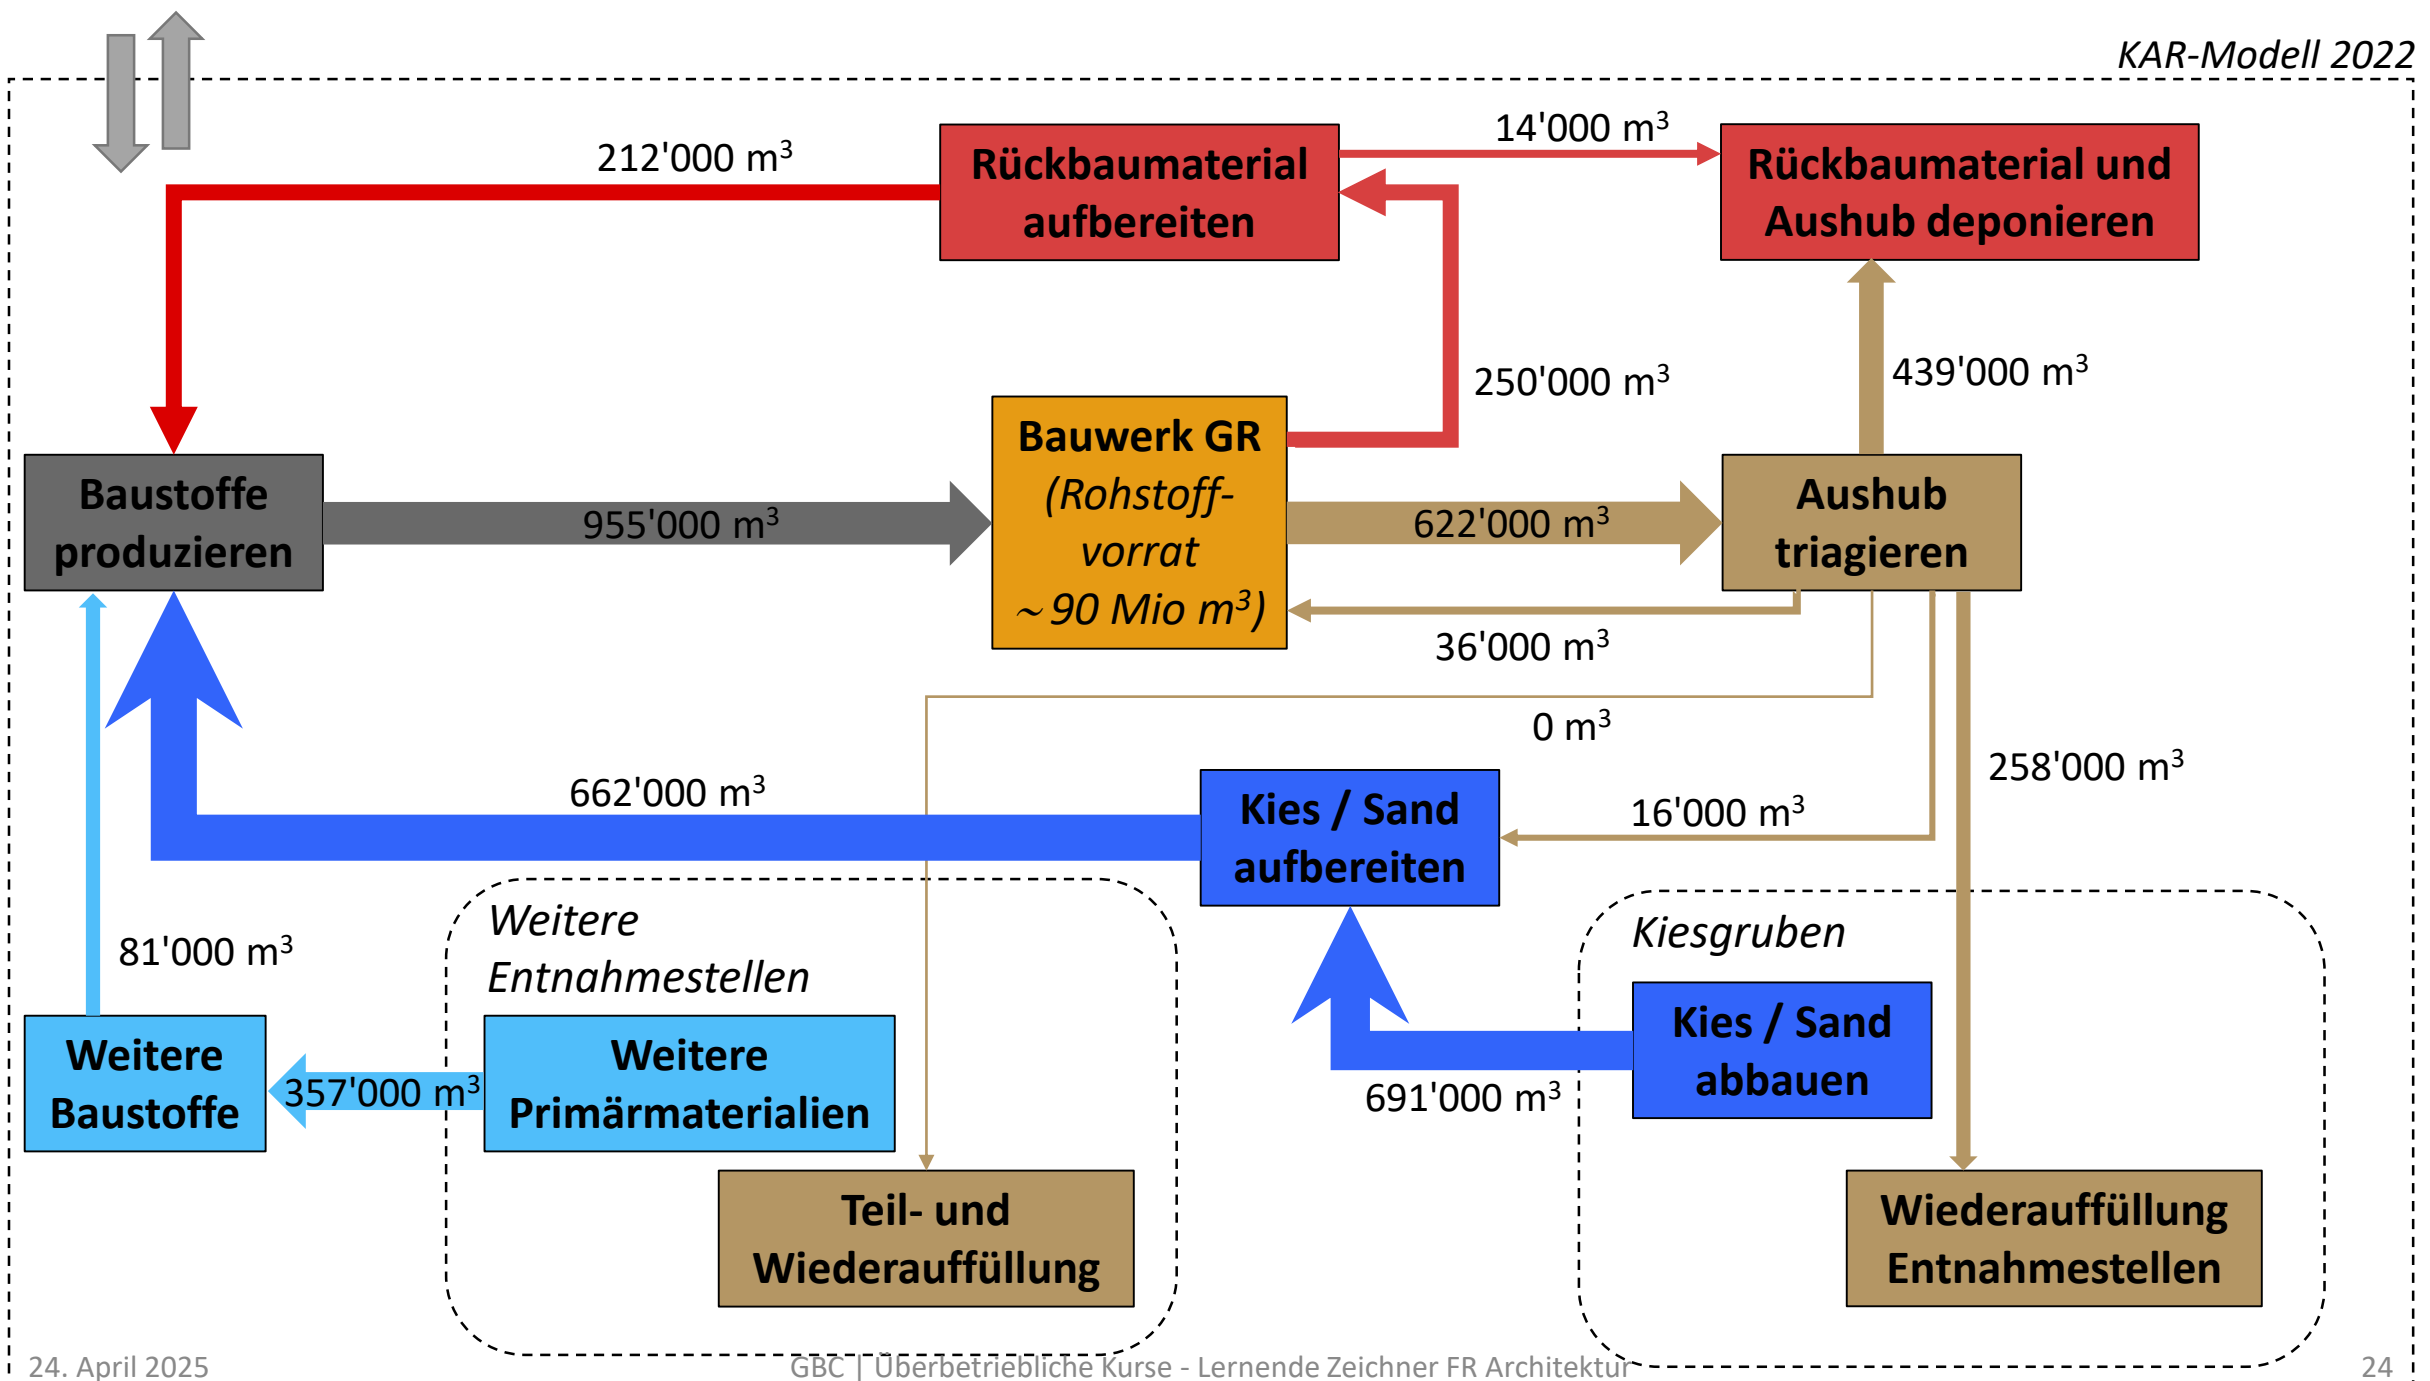 KAR-Modell 2022
212'000 m³
Rückbaumaterial
aufbereiten
14'000 m³
Rückbaumaterial und
Aushub deponieren
250'000 m³
439'000 m³
Baustoffe
produzieren
955'000 m³
Bauwerk GR
(Rohstoff-
vorrat
~ 90 Mio m³)
622'000 m³
Aushub
triagieren
36'000 m³
0 m³
258'000 m³
662'000 m³
Kies / Sand
aufbereiten
16'000 m³
81'000 m³
Weitere
Entnahmestellen
Kiesgruben
Weitere
Baustoffe
357'000 m³
Weitere
Primärmaterialien
691'000 m³
Kies / Sand
abbauen
Teil- und
Wiederauffüllung
Wiederauffüllung
Entnahmestellen
24. April 2025
GBC | Überbetriebliche Kurse - Lernende Zeichner FR Architektur
24